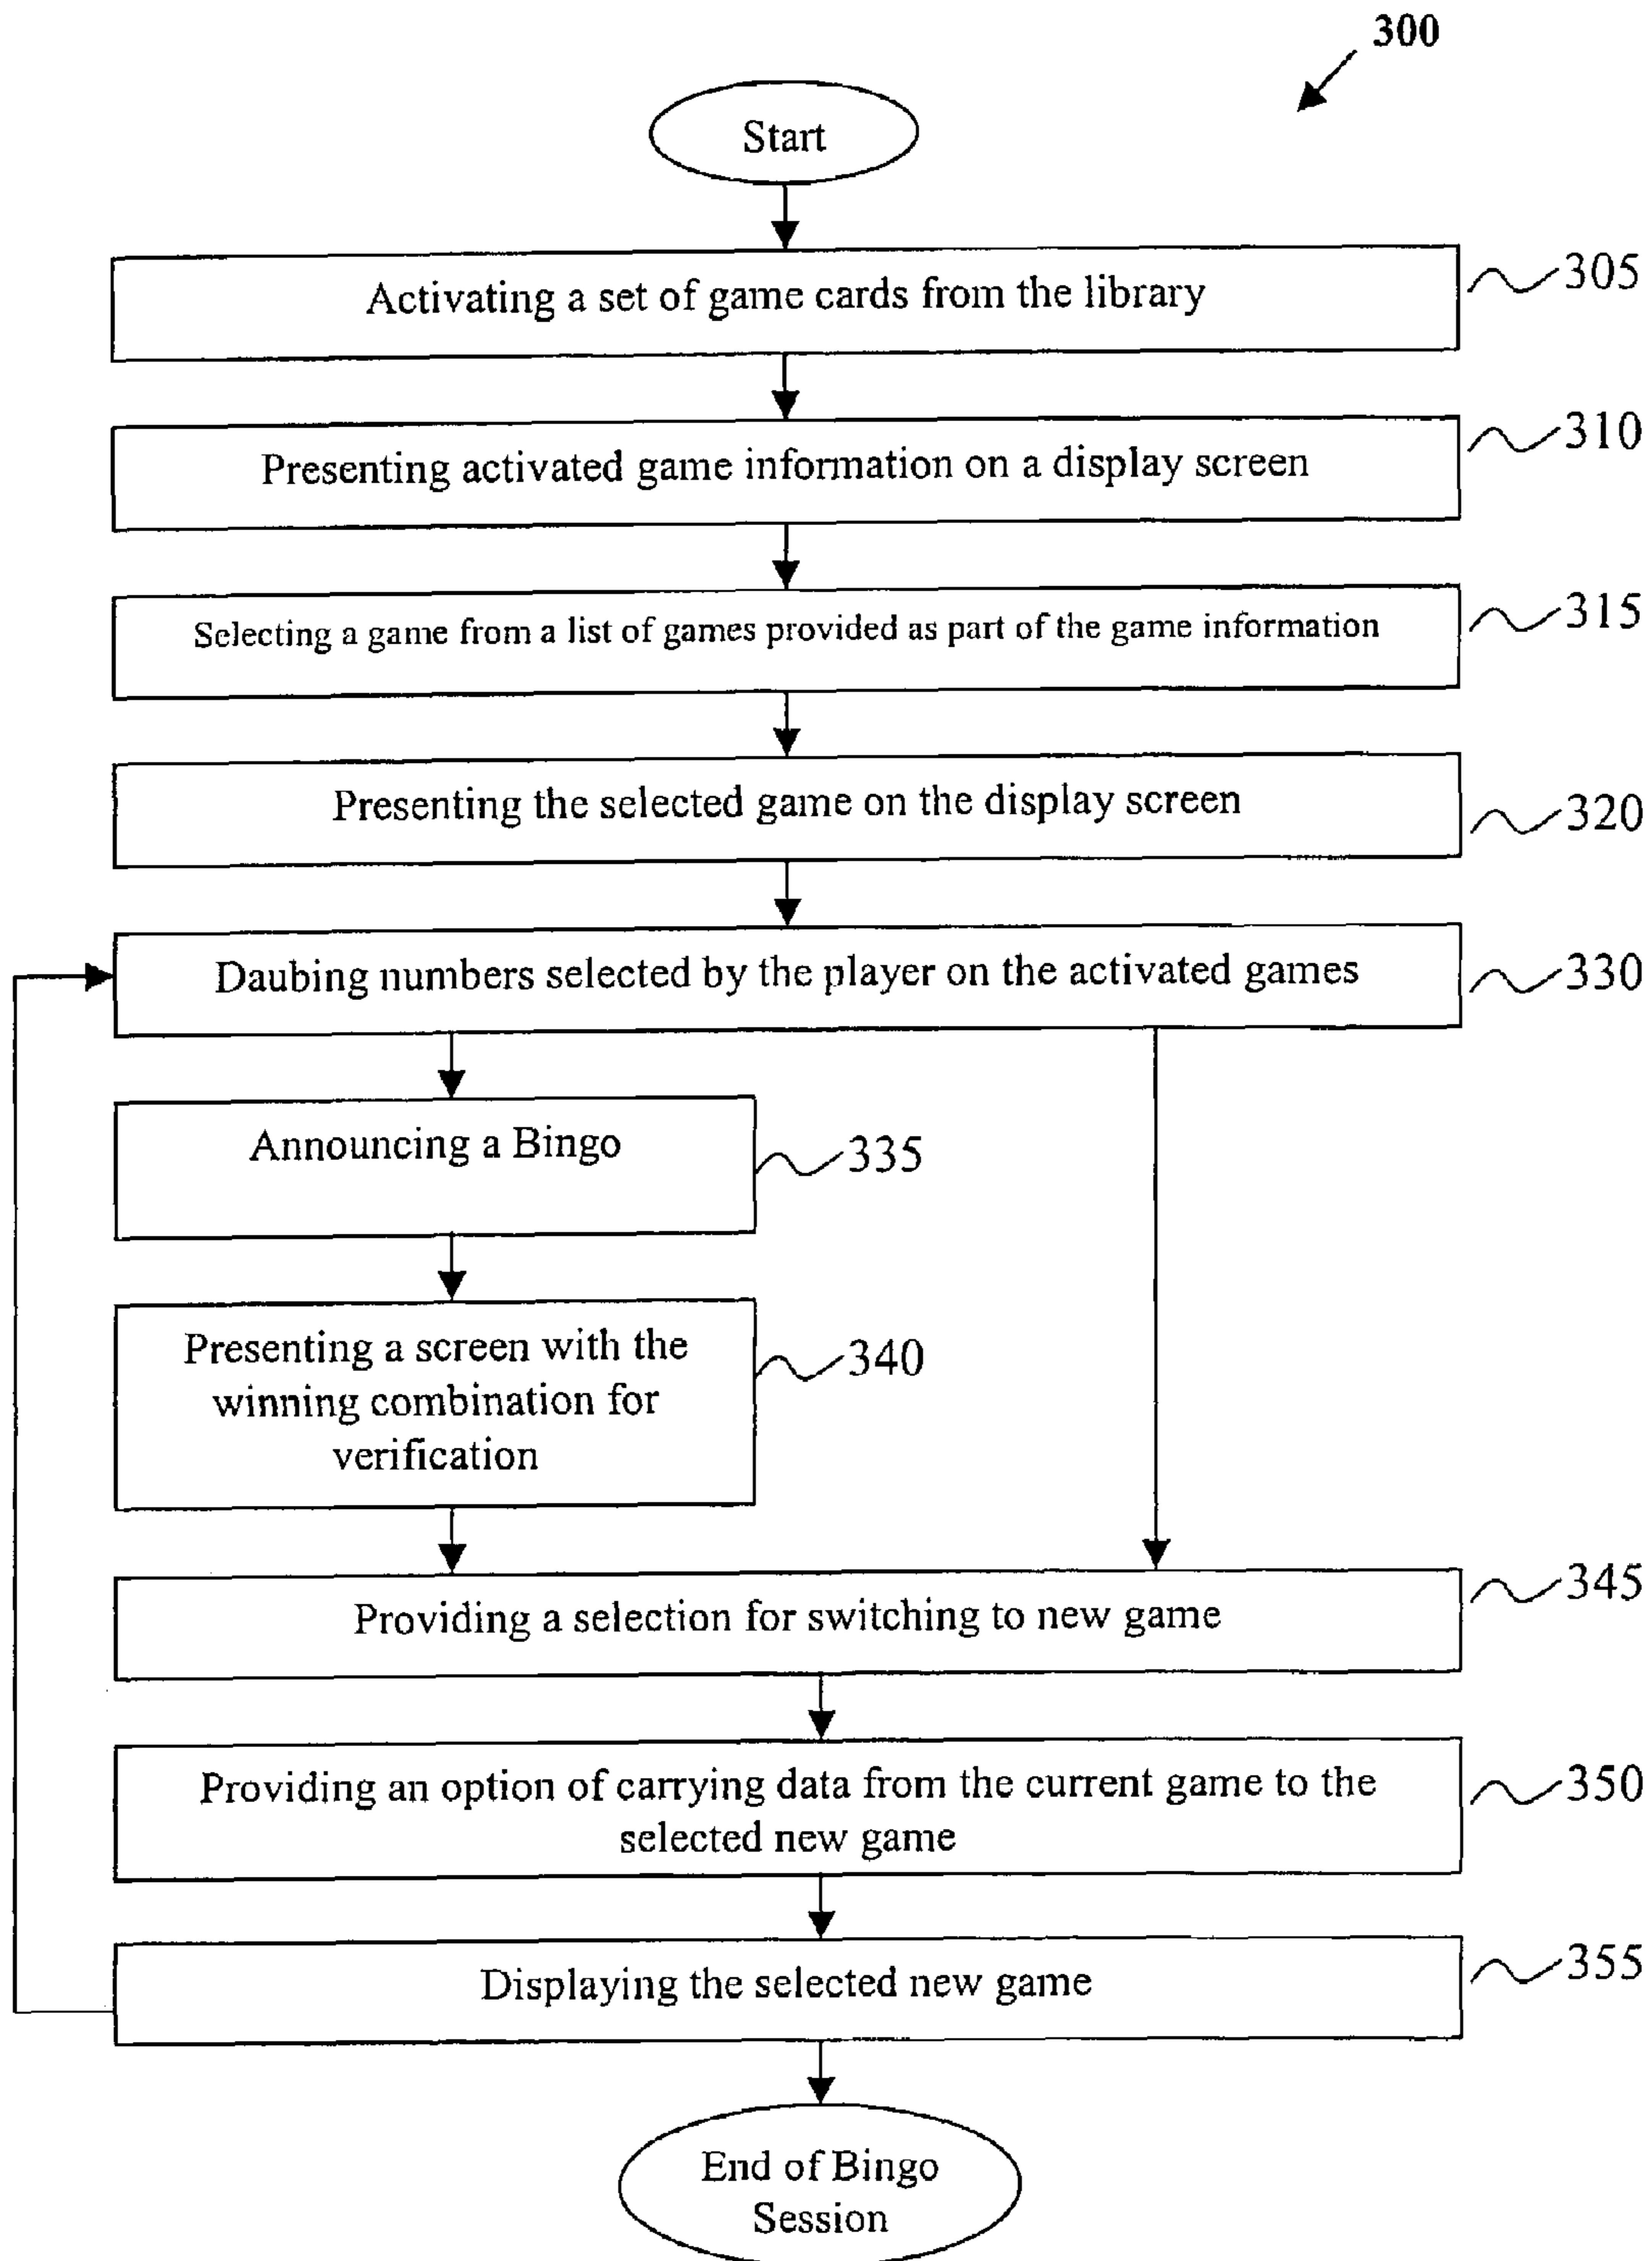 300
Start
Activating a set of game cards from the library
305
Presenting activated game information on a display screen
310
Selecting a game from a list of games provided as part of the game information
315
Presenting the selected game on the display screen
320
Daubing numbers selected by the player on the activated games
330
Announcing a Bingo
335
Presenting a screen with the
winning combination for
verification
340
Providing a selection for switching to new game
345
Providing an option of carrying data from the current game to the
selected new game
350
Displaying the selected new game
355
End of Bingo
Session